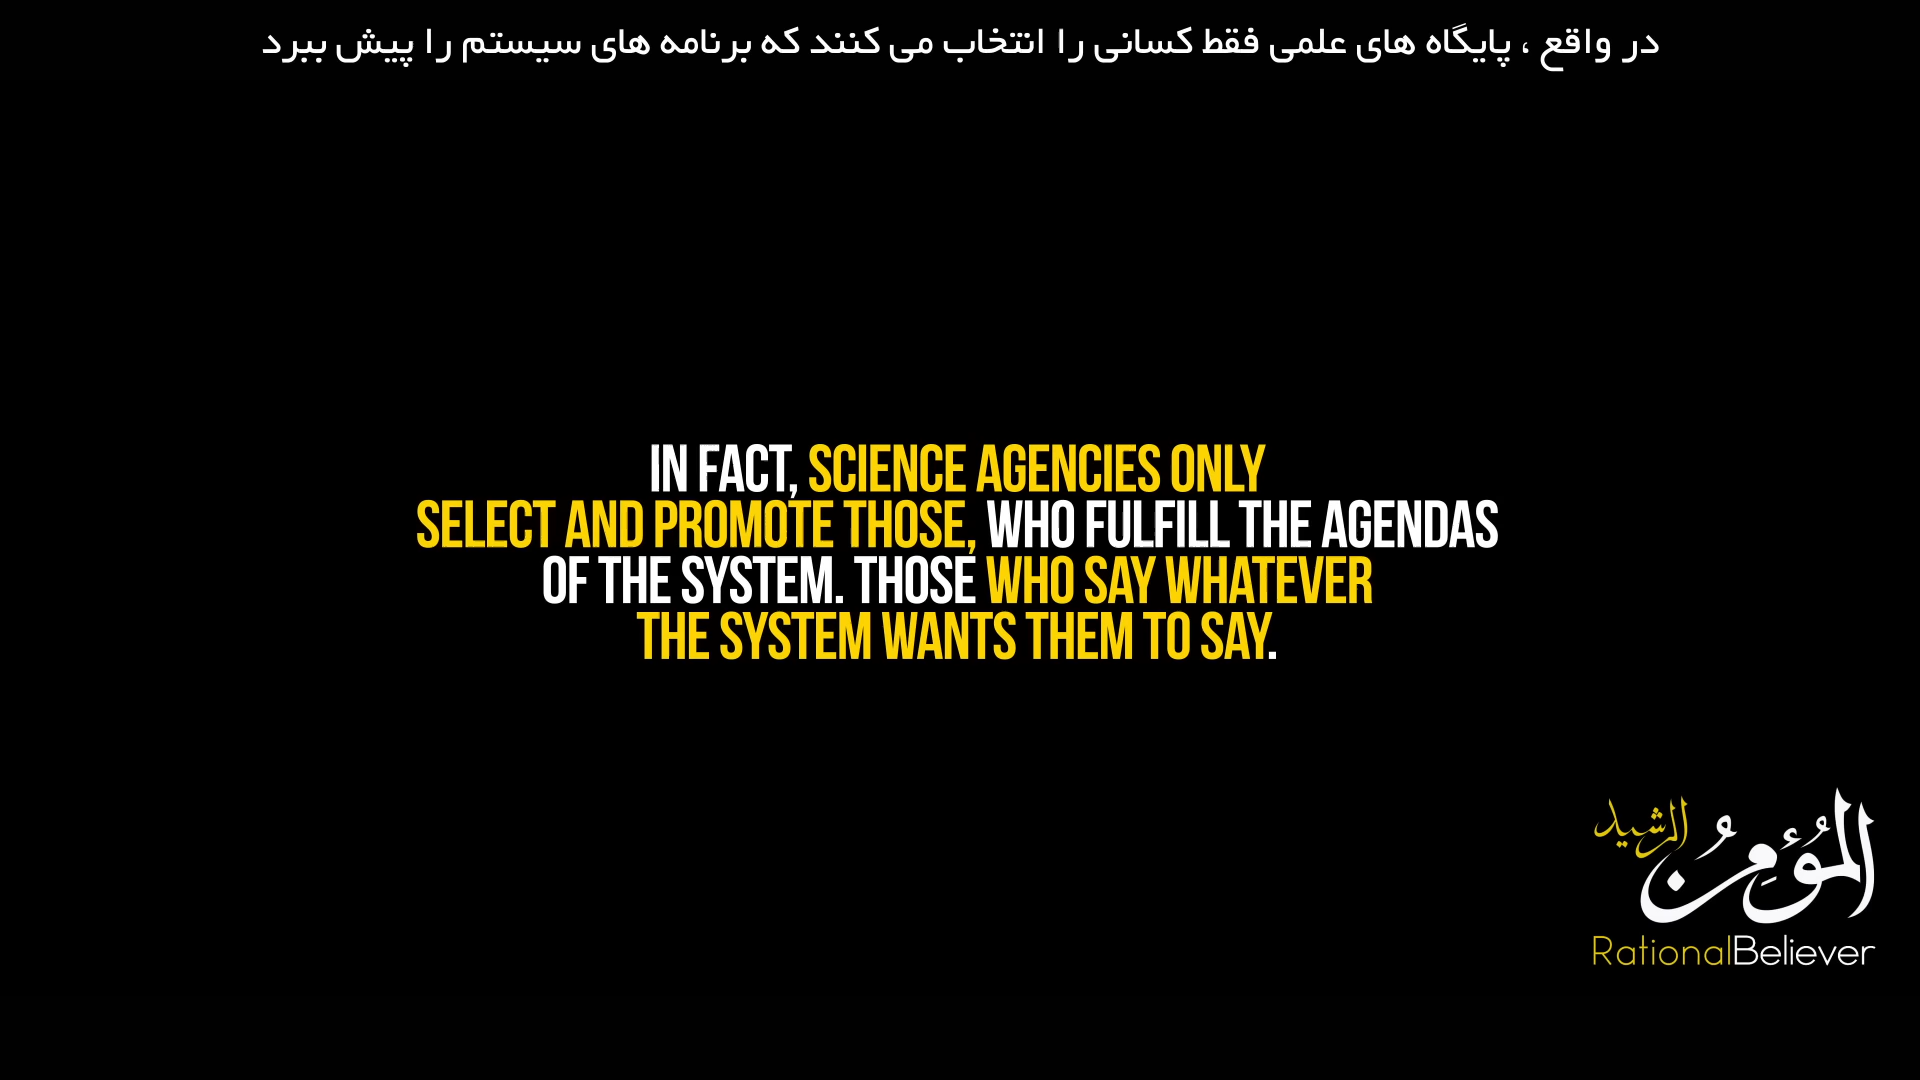 در واقع ، پایگاه های علمی فقط کسانی را انتخاب می کنند که برنامه های سیستم را پیش ببرد
IN FACT, SCIENCE AGENCIES ONLY
SELECT AND PROMOTE THOSE, WHO FULFILL THE AGENDAS
OF THE SYSTEM. THOSE WHO SAY WHATEVER
THE SYSTEM WANTS THEM TO SAY.
المُؤمِنُ الرشيد
RationalBeliever